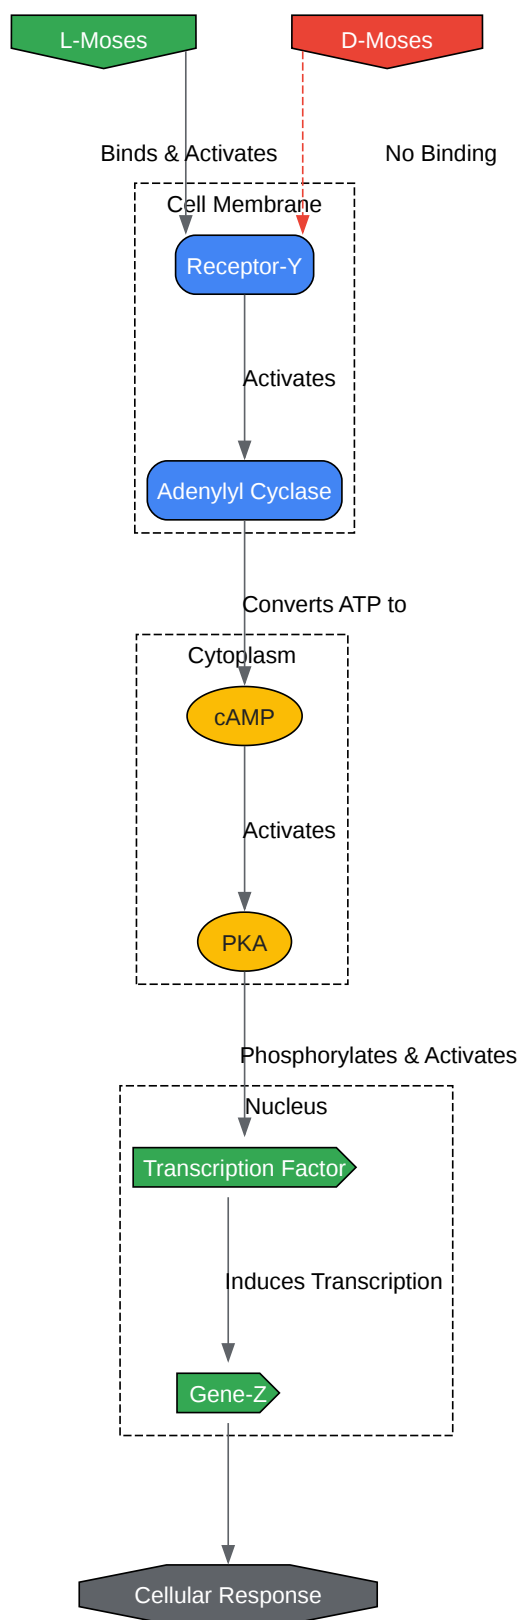 L-Moses
D-Moses
Binds & Activates
No Binding
Cell Membrane
Receptor-Y
Activates
Adenylyl Cyclase
Converts ATP to
Cytoplasm
cAMP
Activates
PKA
Phosphorylates & Activates
Nucleus
Transcription Factor
Induces Transcription
Gene-Z
Cellular Response